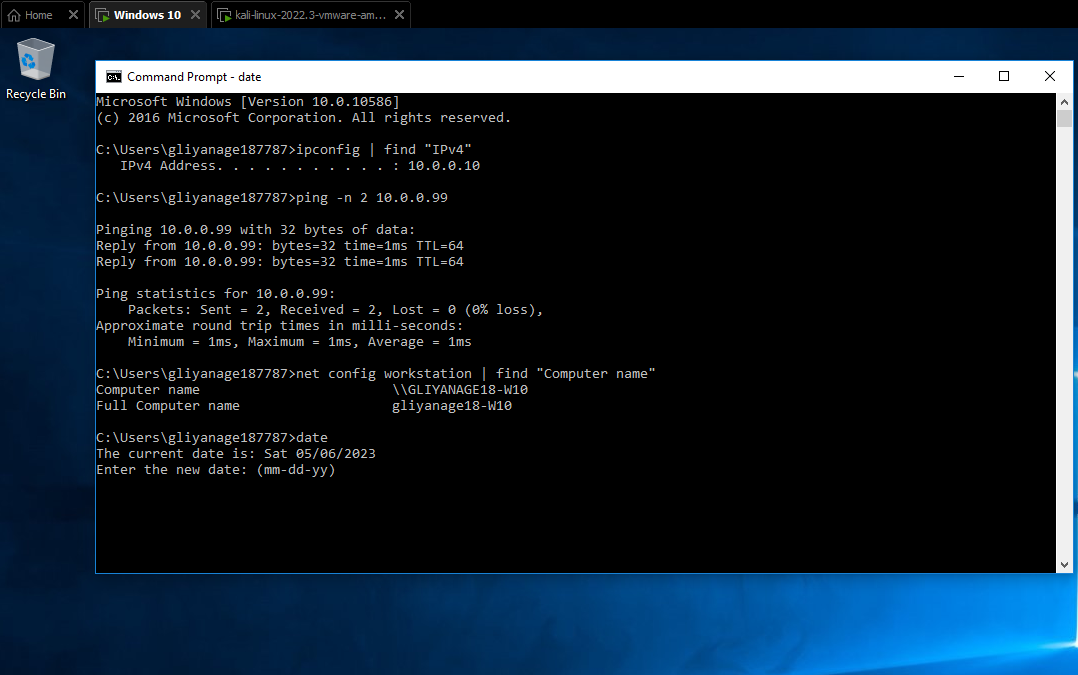 Home
Windows 10
kali-linux-2022.3-vmware-am...
Recycle Bin
Command Prompt - date
Microsoft Windows [Version 10.0.10586]
(c) 2016 Microsoft Corporation. All rights reserved.
C:\Users\gliyanage187787>ipconfig | find "IPv4"
   IPv4 Address. . . . . . . . . . . : 10.0.0.10
C:\Users\gliyanage187787>ping -n 2 10.0.0.99
Pinging 10.0.0.99 with 32 bytes of data:
Reply from 10.0.0.99: bytes=32 time=1ms TTL=64
Reply from 10.0.0.99: bytes=32 time=1ms TTL=64
Ping statistics for 10.0.0.99:
    Packets: Sent = 2, Received = 2, Lost = 0 (0% loss),
Approximate round trip times in milli-seconds:
    Minimum = 1ms, Maximum = 1ms, Average = 1ms
C:\Users\gliyanage187787>net config workstation | find "Computer name"
Computer name                        \\GLIYANAGE18-W10
Full Computer name                   gliyanage18-W10
C:\Users\gliyanage187787>date
The current date is: Sat 05/06/2023
Enter the new date: (mm-dd-yy)